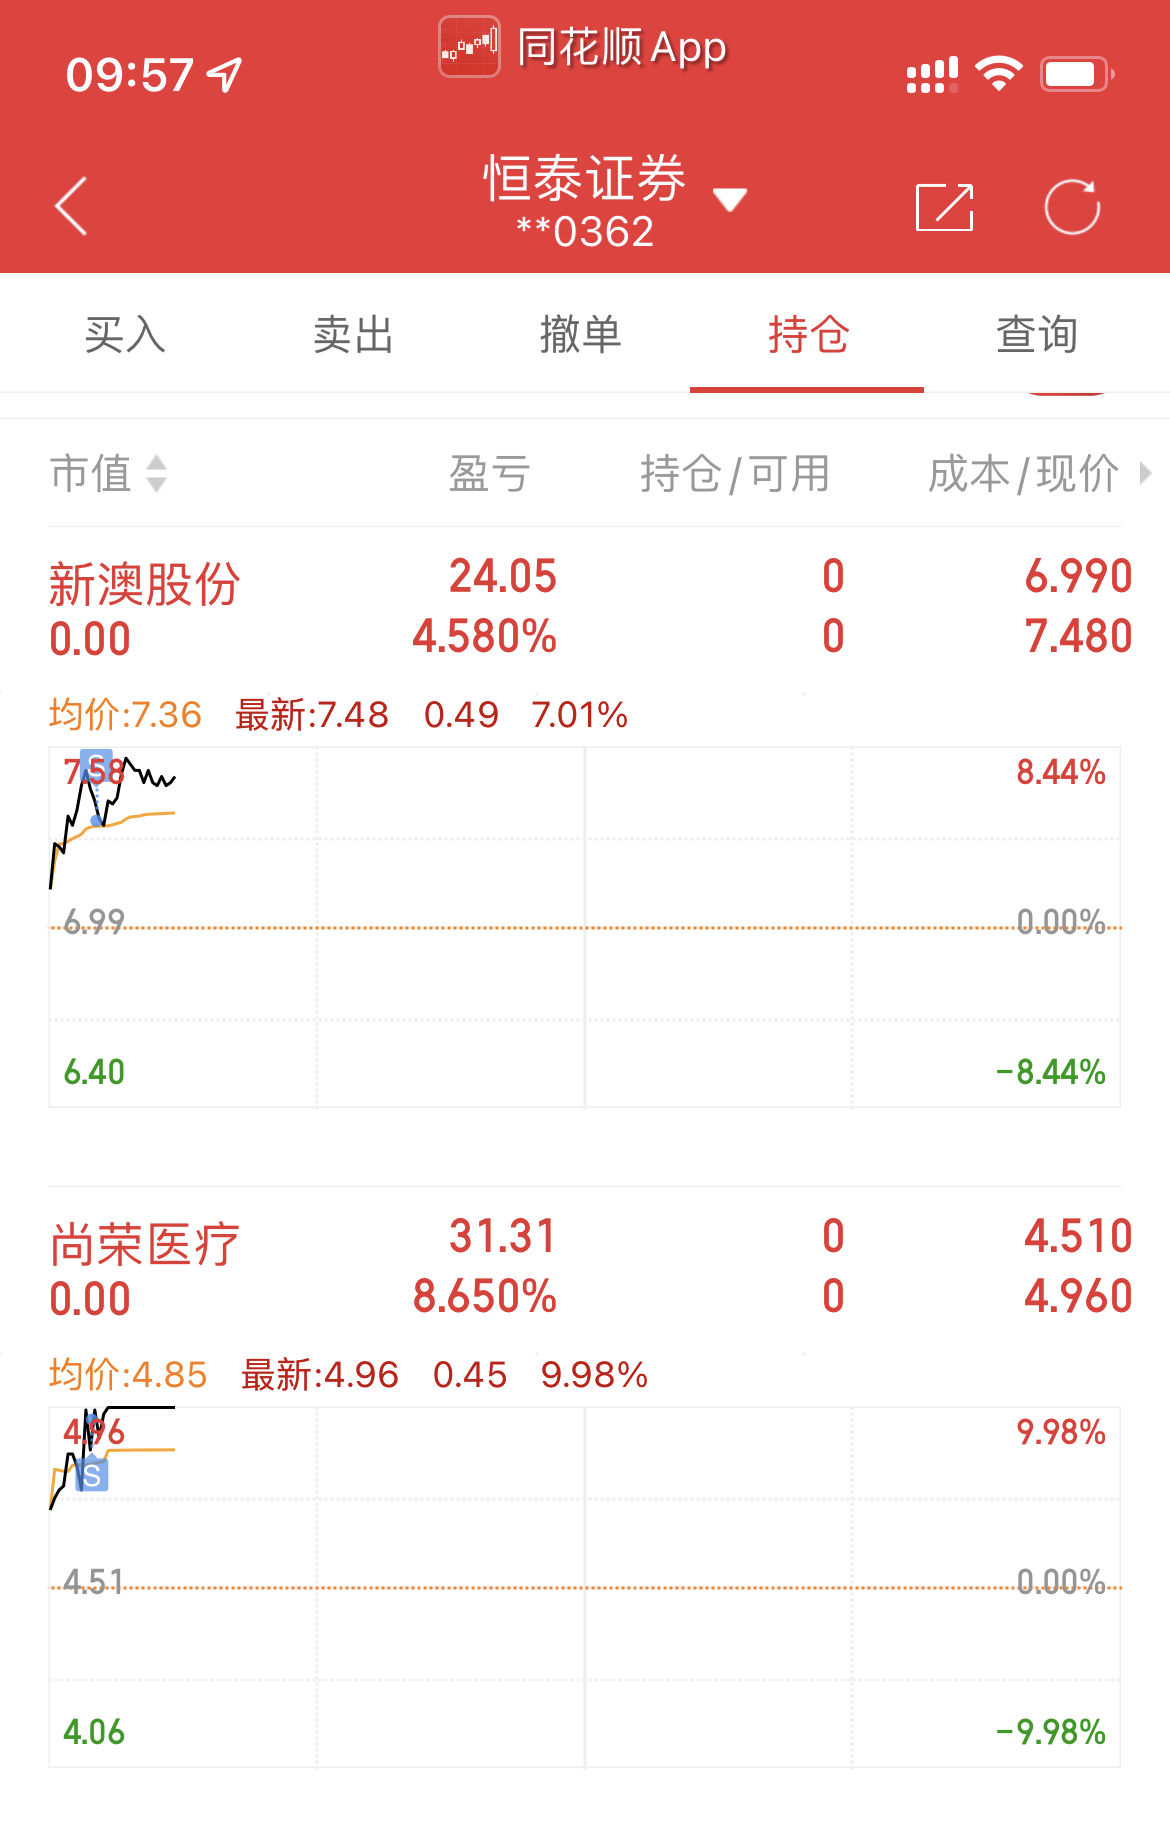 09:57
同花顺App
恒泰证券
**0362
买入 卖出 撤单 持仓 查询
市值 盈亏 持仓/可用 成本/现价
新澳股份 24.05 0 6.990
0.00 4.580% 0 7.480
均价:7.36 最新:7.48 0.49 7.01%
S
7.58 8.44%
6.99 0.00%
6.40 -8.44%
尚荣医疗 31.31 0 4.510
0.00 8.650% 0 4.960
均价:4.85 最新:4.96 0.45 9.98%
4.96 9.98%
S
4.51 0.00%
4.06 -9.98%